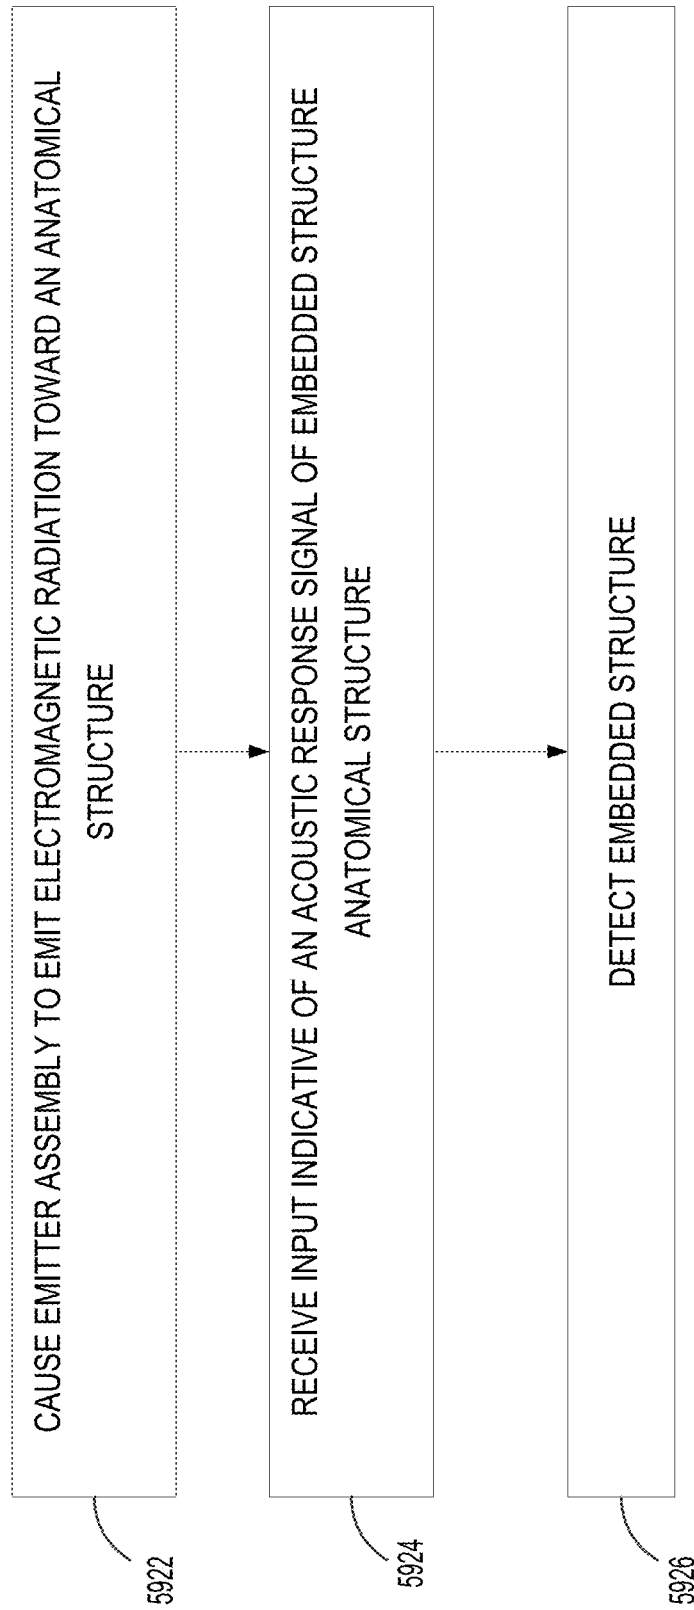 CAUSE EMITTER ASSEMBLY TO EMIT ELECTROMAGNETIC RADIATION TOWARD AN ANATOMICAL
STRUCTURE
5922
RECEIVE INPUT INDICATIVE OF AN ACOUSTIC RESPONSE SIGNAL OF EMBEDDED STRUCTURE
ANATOMICAL STRUCTURE
5924
DETECT EMBEDDED STRUCTURE
5926